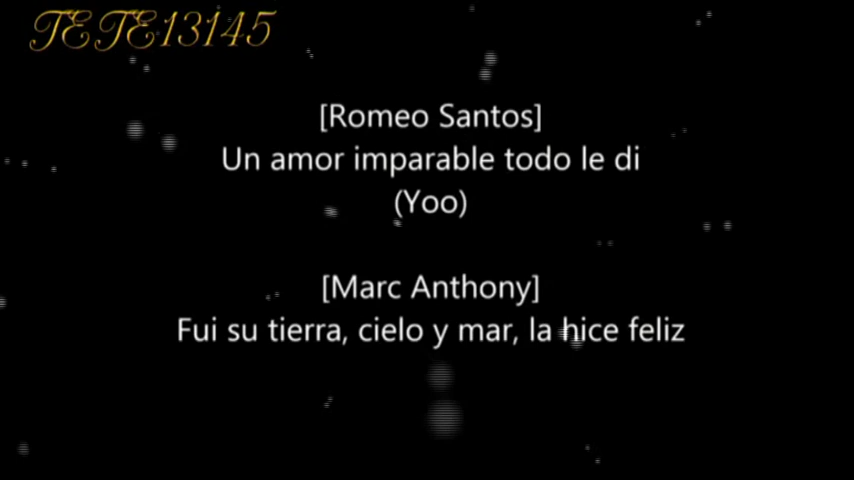 TETE13145
[Romeo Santos]
Un amor imparable todo le di
(Yoo)
[Marc Anthony]
Fui su tierra, cielo y mar, la hice feliz